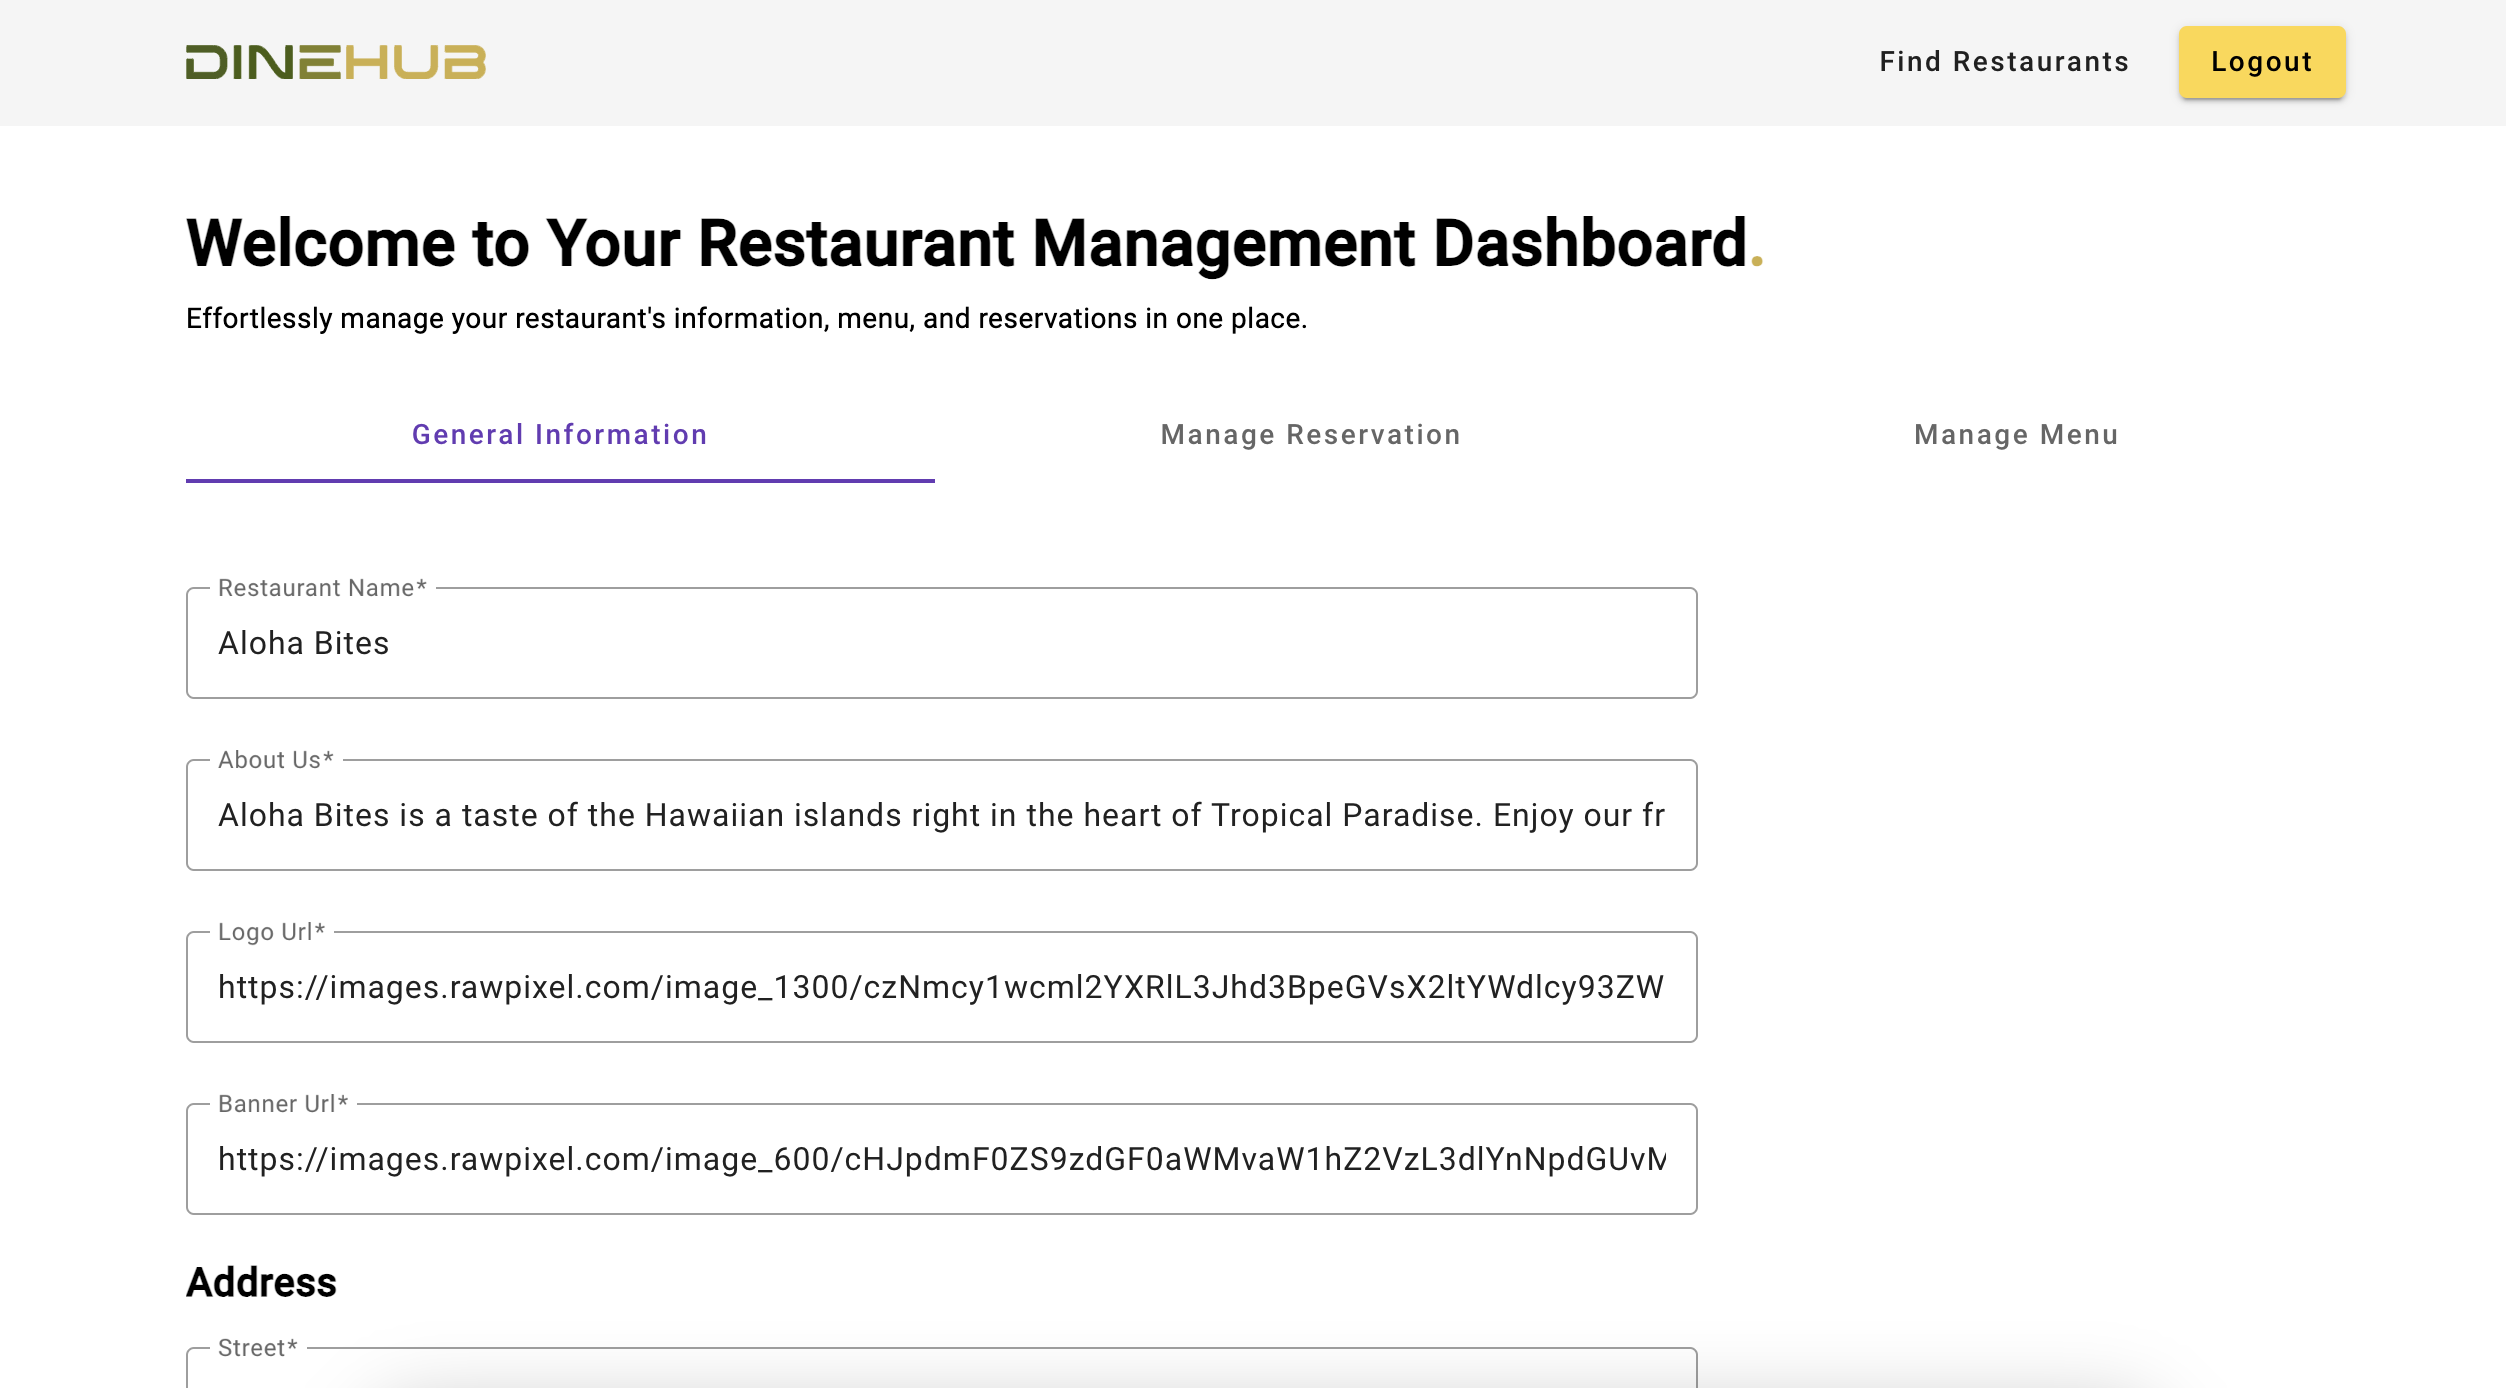 DINEHUB
Find Restaurants
Logout
Welcome to Your Restaurant Management Dashboard.
Effortlessly manage your restaurant's information, menu, and reservations in one place.
General Information
Manage Reservation
Manage Menu
Restaurant Name*
Aloha Bites
About Us*
Aloha Bites is a taste of the Hawaiian islands right in the heart of Tropical Paradise. Enjoy our fr
Logo Url*
https://images.rawpixel.com/image_1300/czNmcy1wcml2YXRlL3Jhd3BpeGVsX2ltYWdlcy93ZW
Banner Url*
https://images.rawpixel.com/image_600/cHJpdmF0ZS9zdGF0aWMvaW1hZ2VzL3dlYnNpdGUvM
Address
Street*